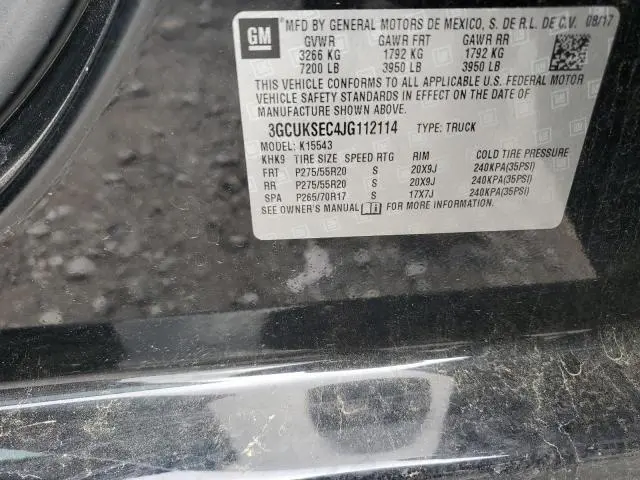 GM MFD BY GENERAL MOTORS DE MEXICO, S. DE R.L. DE C.V. 08/17
GVWR GAWR FRT GAWR RR
3266 KG 1792 KG 1792 KG
7200 LB 3950 LB 3950 LB
THIS VEHICLE CONFORMS TO ALL APPLICABLE U.S. FEDERAL MOTOR
VEHICLE SAFETY STANDARDS IN EFFECT ON THE DATE OF
MANUFACTURE SHOWN ABOVE.
3GCUKSEC4JG112114 TYPE: TRUCK
MODEL: K15543
KHK9 TIRE SIZE SPEED RTG RIM COLD TIRE PRESSURE
FRT P275/55R20 S 20X9J 240KPA(35PSI)
RR P275/55R20 S 20X9J 240KPA(35PSI)
SPA P265/70R17 S 17X7J 240KPA(35PSI)
SEE OWNER'S MANUAL FOR MORE INFORMATION.